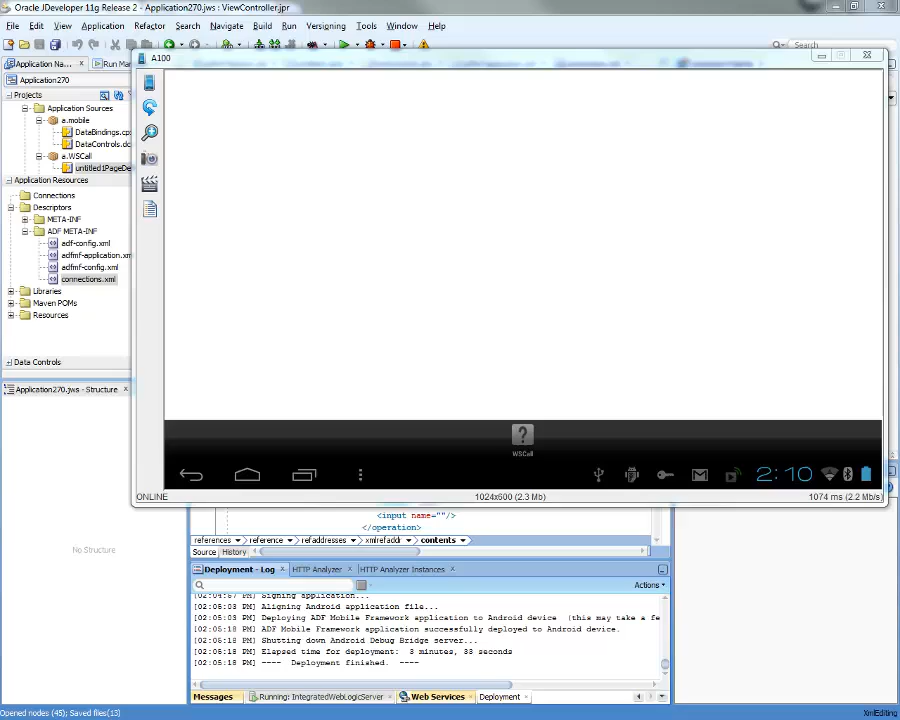 Oracle JDeveloper 11g Release 2 - Application270.jws : ViewController.jpr
File Edit View Application Refactor Search Navigate Build Run Versioning Tools Window Help
Search
Application Na... Run Mar
A100
Application270
Projects
Application Sources
a.mobile
DataBindings.cpx
DataControls.dc
a.WSCall
untitled1PageDe
Application Resources
Connections
Descriptors
META-INF
ADF META-INF
adf-config.xml
adfmf-application.xm
adfmf-config.xml
connections.xml
Libraries
Maven POMs
Resources
Data Controls
Application270.jws - Structure
No Structure
?
WSCall
2:10
ONLINE 1024x600 (2.3 Mb) 1074 ms (2.2 Mb/s)
<input name=""/>
</operation>
references reference refaddresses xmlrefaddr contents
Source History
Deployment - Log HTTP Analyzer HTTP Analyzer Instances
Actions
[02:04:57 PM] Signing application...
[02:05:03 PM] Aligning Android application file...
[02:05:03 PM] Deploying ADF Mobile Framework application to Android device (this may take a fe
[02:05:18 PM] ADF Mobile Framework application successfully deployed to Android device.
[02:05:18 PM] Shutting down Android Debug Bridge server...
[02:05:18 PM] Elapsed time for deployment: 3 minutes, 33 seconds
[02:05:18 PM] ---- Deployment finished. ----
Messages Running: IntegratedWebLogicServer Web Services Deployment
Opened nodes (45); Saved files(13) XmlEditing